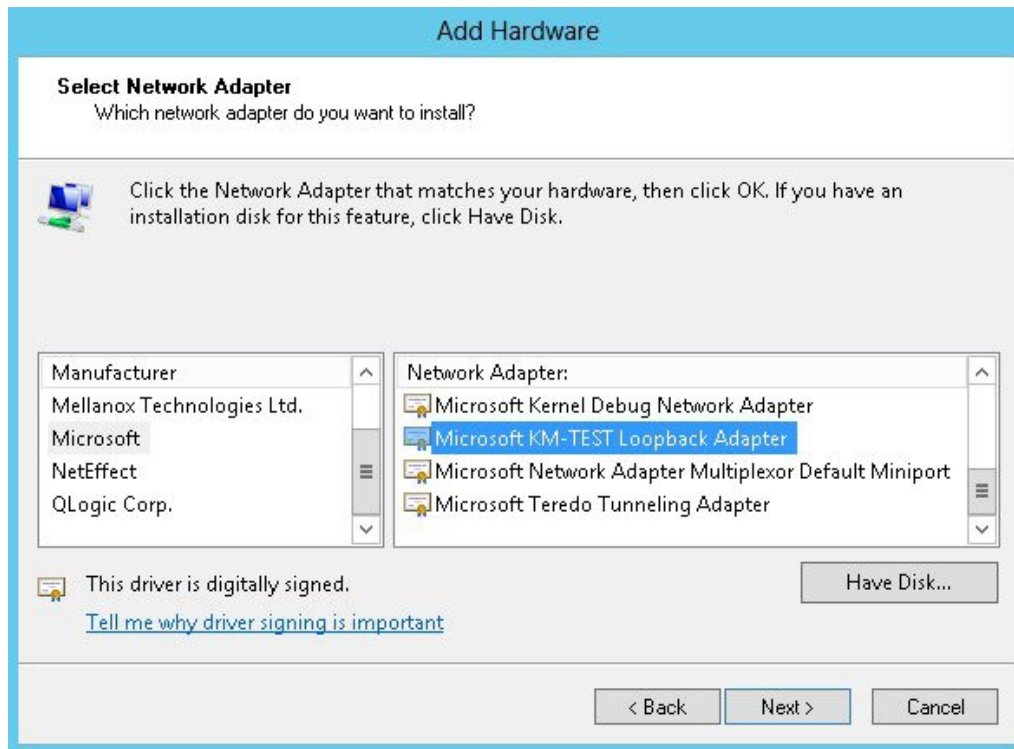 Add Hardware
Select Network Adapter
Which network adapter do you want to install?
Click the Network Adapter that matches your hardware, then click OK. If you have an
installation disk for this feature, click Have Disk.
Manufacturer
Mellanox Technologies Ltd.
Microsoft
NetEffect
QLogic Corp.
Network Adapter:
Microsoft Kernel Debug Network Adapter
Microsoft KM-TEST Loopback Adapter
Microsoft Network Adapter Multiplexor Default Miniport
Microsoft Teredo Tunneling Adapter
This driver is digitally signed.
Have Disk...
Tell me why driver signing is important
< Back
Next >
Cancel